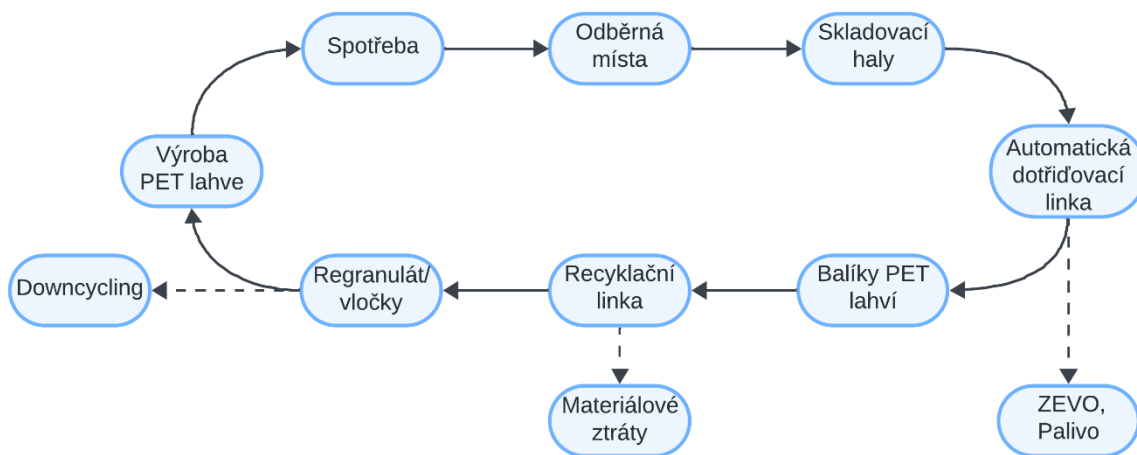 Spotřeba
Odběrná
místa
Skladovací
haly
Výroba
PET lahve
Automatická
dotřiďovací
linka
Downcycling
Regranulát/
vločky
Recyklační
linka
Balíky PET
lahví
Materiálové
ztráty
ZEVO,
Palivo